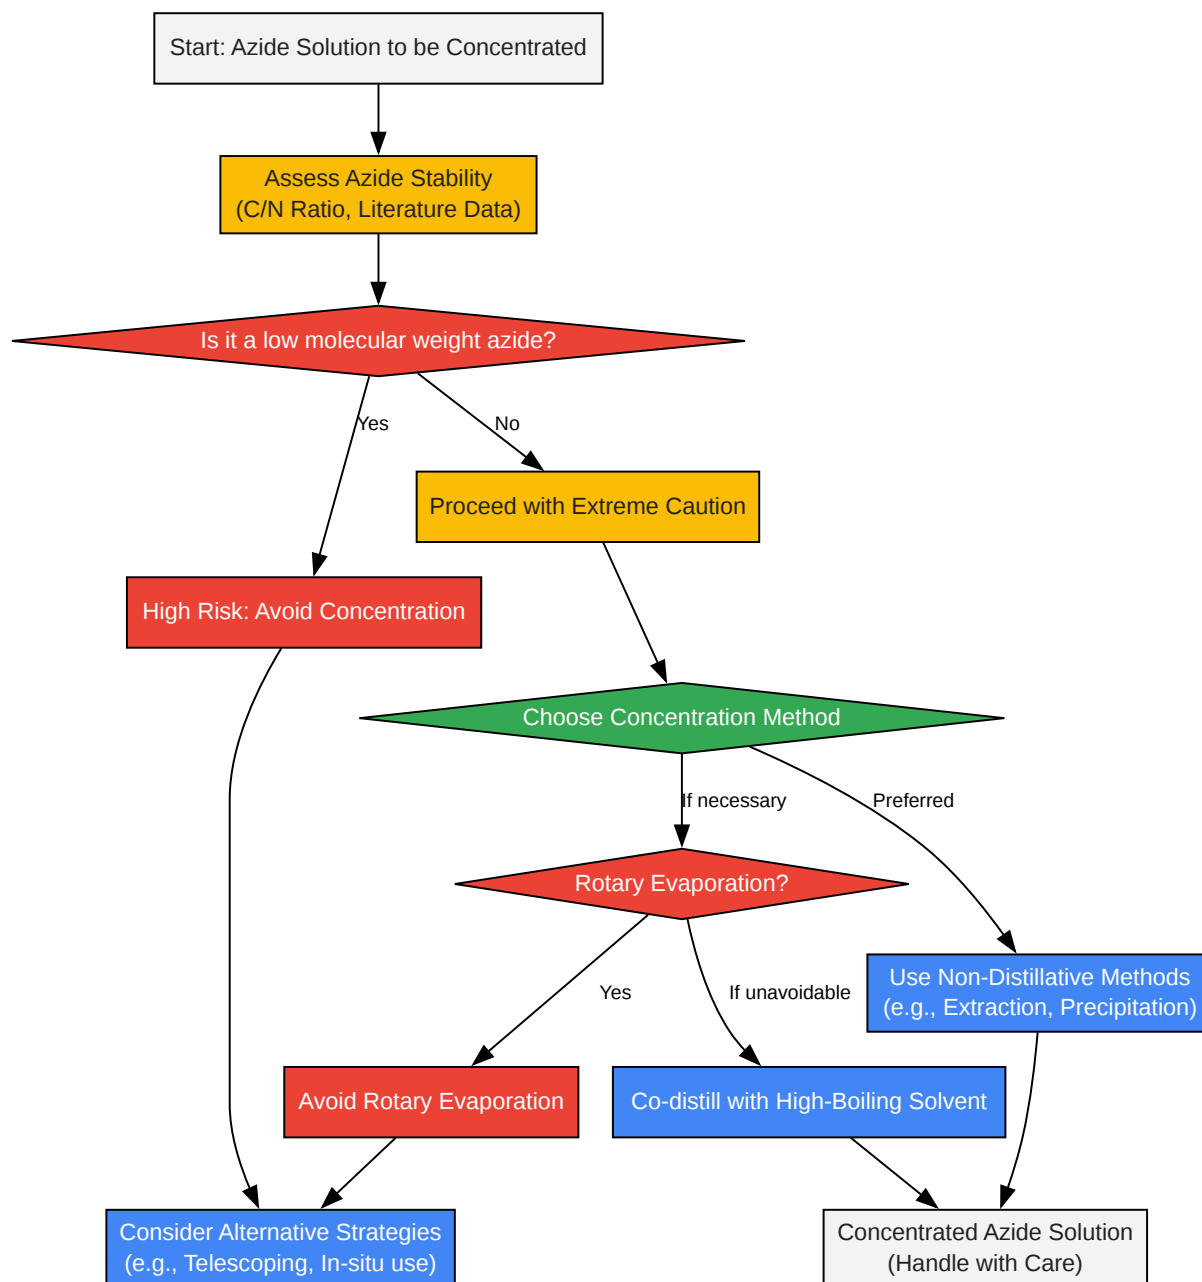 Start: Azide Solution to be Concentrated
Assess Azide Stability
(C/N Ratio, Literature Data)
Is it a low molecular weight azide?
Yes
No
Proceed with Extreme Caution
High Risk: Avoid Concentration
Choose Concentration Method
If necessary
Preferred
Rotary Evaporation?
Use Non-Distillative Methods
(e.g., Extraction, Precipitation)
Yes
If unavoidable
Avoid Rotary Evaporation
Co-distill with High-Boiling Solvent
Consider Alternative Strategies
(e.g., Telescoping, In-situ use)
Concentrated Azide Solution
(Handle with Care)